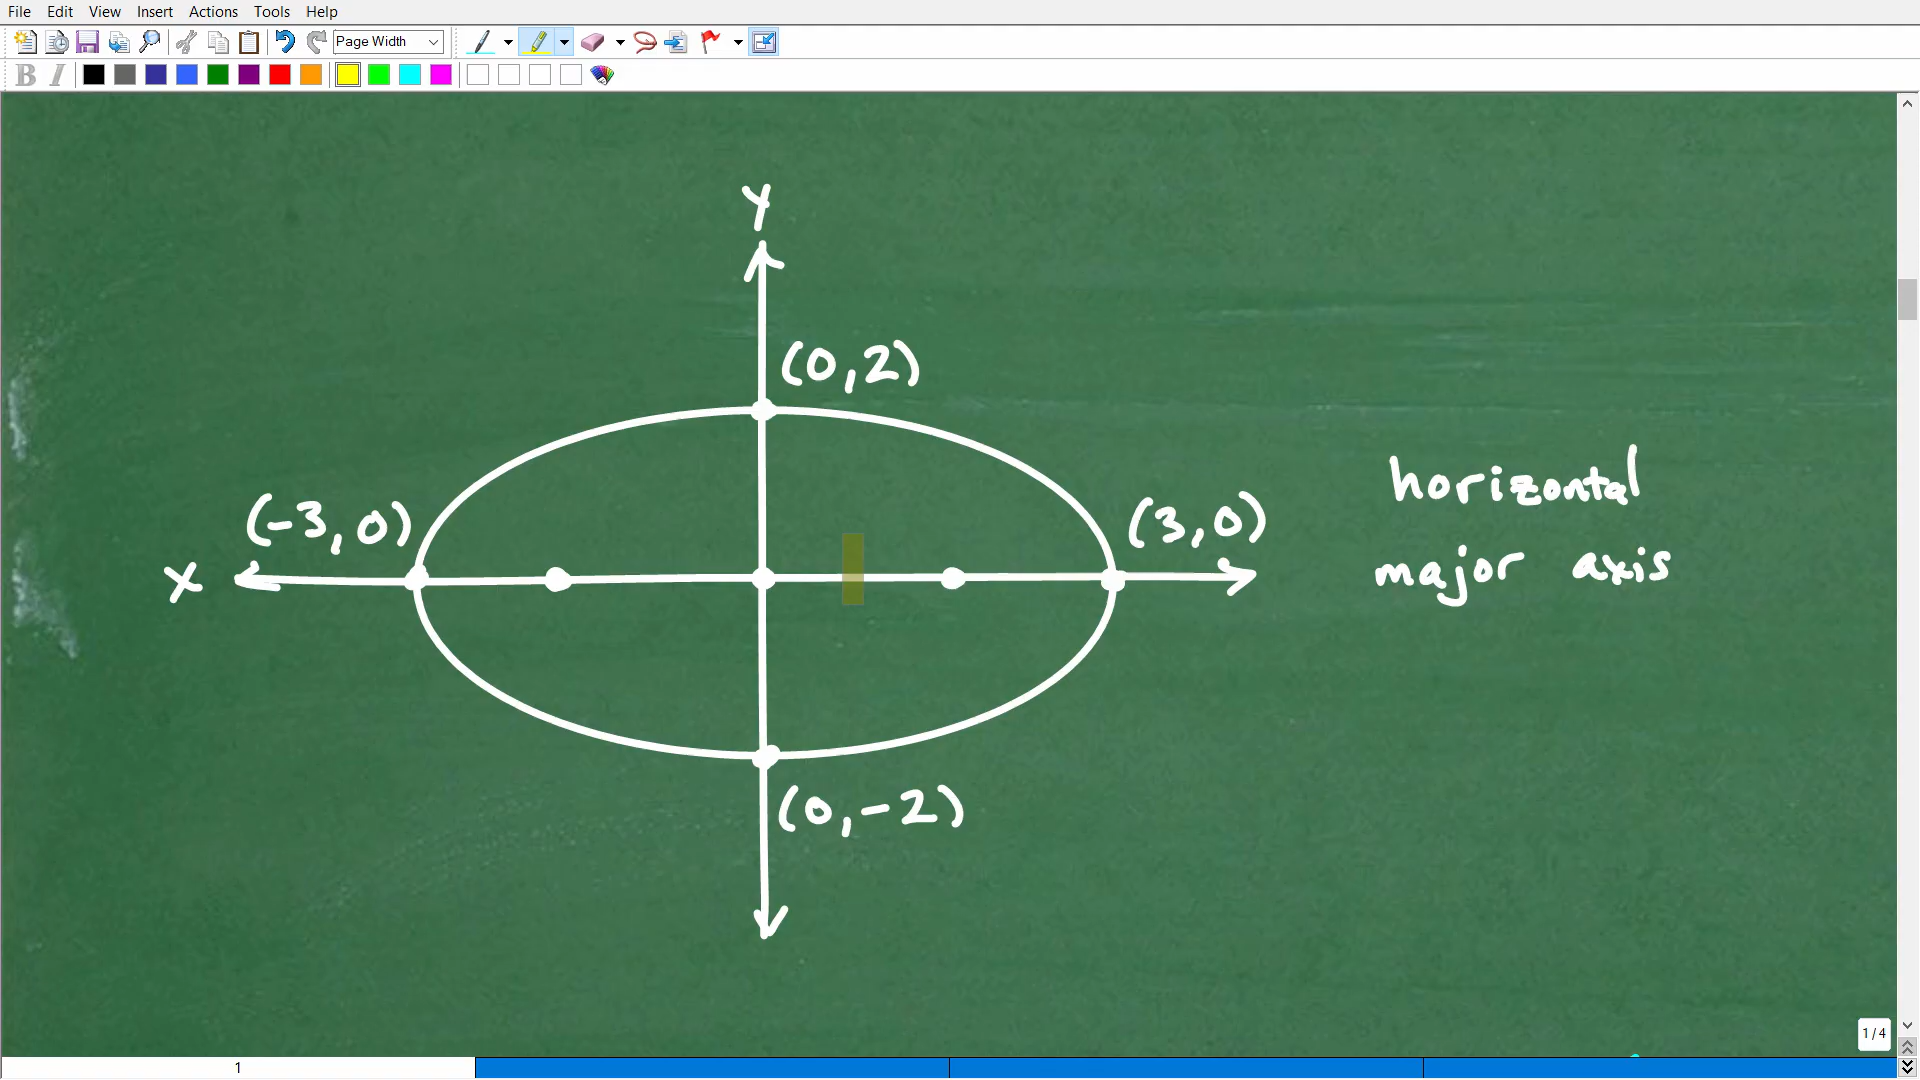 File Edit View Insert Actions Tools Help
Page Width
B I
Y
(0,2)
(-3,0)
(3,0)
X
(0,-2)
horizontal
major axis
1/4
1